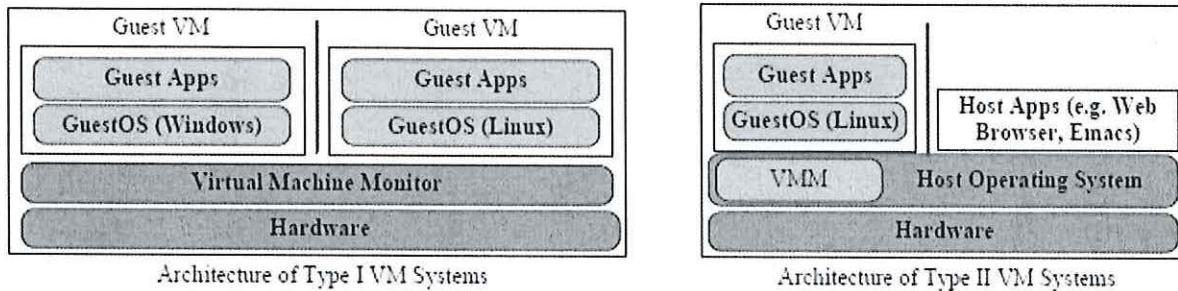 Guest VM
Guest VM
Guest Apps
Guest Apps
GuestOS (Windows)
GuestOS (Linux)
Virtual Machine Monitor
Hardware
Architecture of Type I VM Systems
Guest VM
Guest Apps
GuestOS (Linux)
Host Apps (e.g. Web
Browser, Emacs)
VMM
Host Operating System
Hardware
Architecture of Type II VM Systems